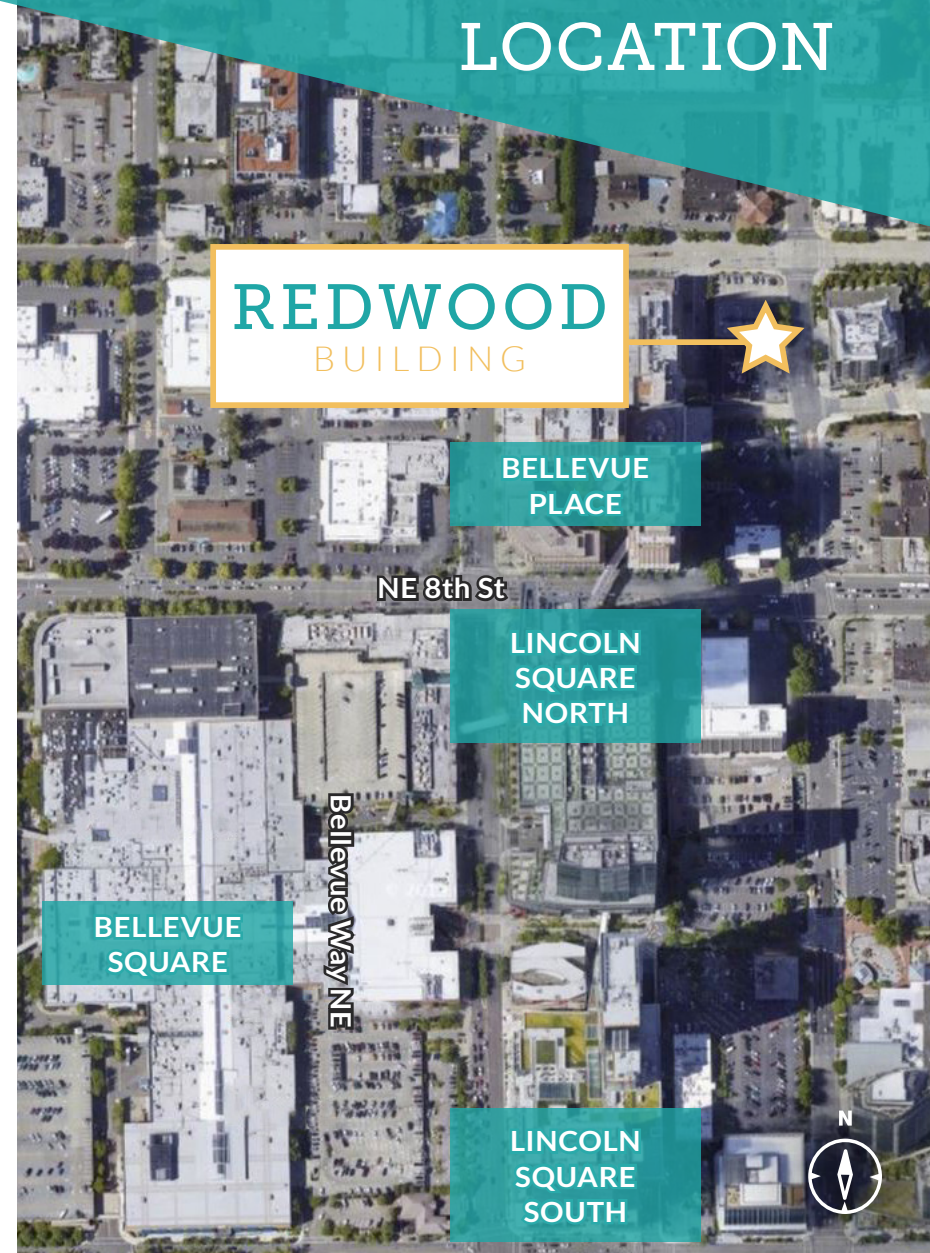 LOCATION
REDWOOD
BUILDING
BELLEVUE
PLACE
NE 8th St
LINCOLN
SQUARE
NORTH
Bellevue Way NE
BELLEVUE
SQUARE
LINCOLN
SQUARE
SOUTH
N